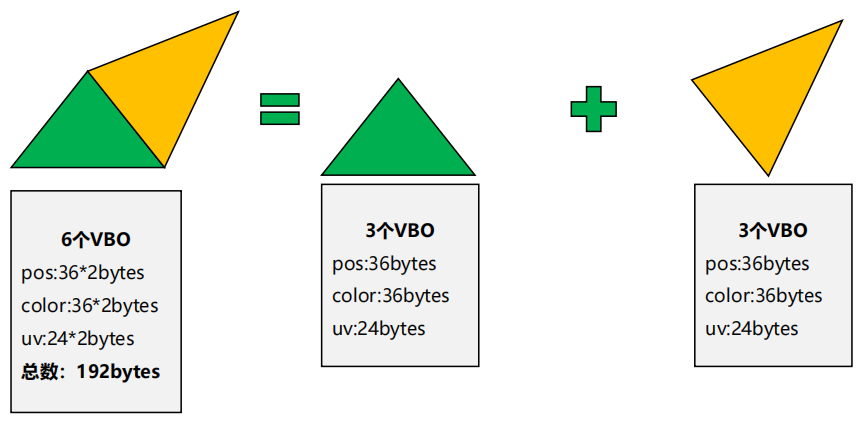 6个VBO
pos:36*2bytes
color:36*2bytes
uv:24*2bytes
总数：192bytes
3个VBO
pos:36bytes
color:36bytes
uv:24bytes
3个VBO
pos:36bytes
color:36bytes
uv:24bytes